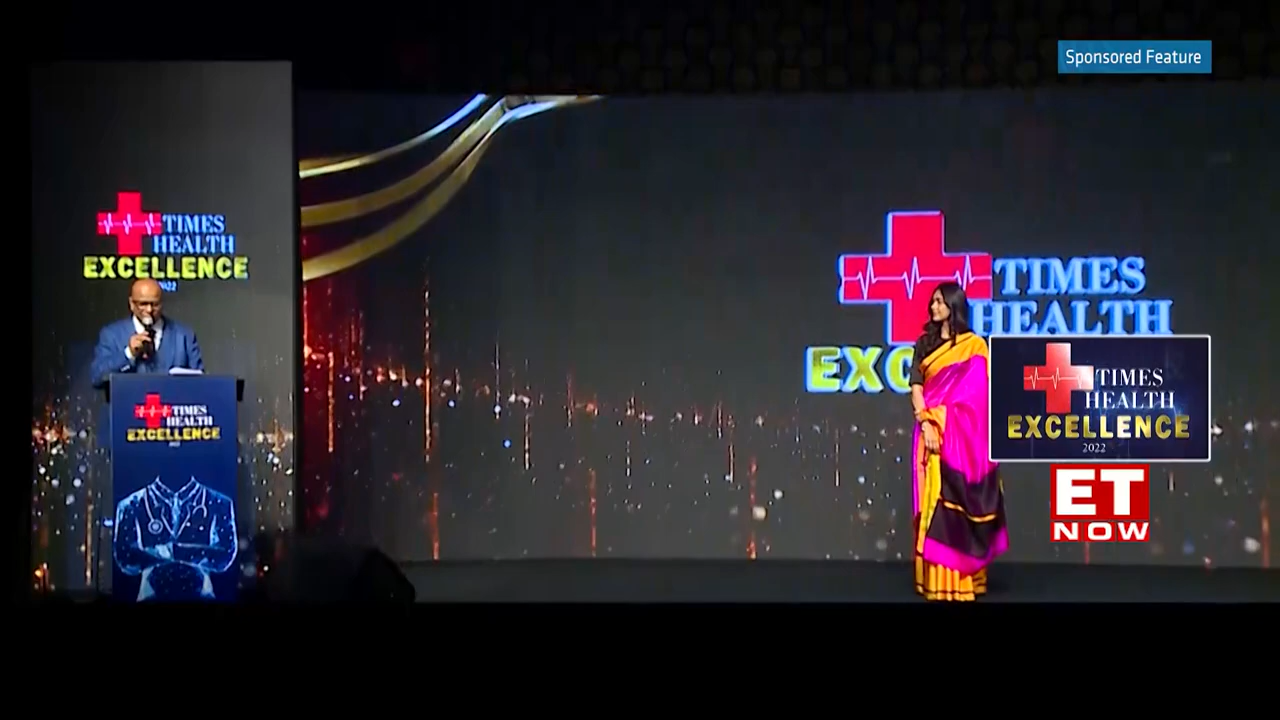 Sponsored Feature
TIMES
HEALTH
EXCELLENCE
2022
TIMES
HEALTH
EXCELLENCE
TIMES
HEALTH
EXC
TIMES
HEALTH
EXCELLENCE
2022
ET
NOW